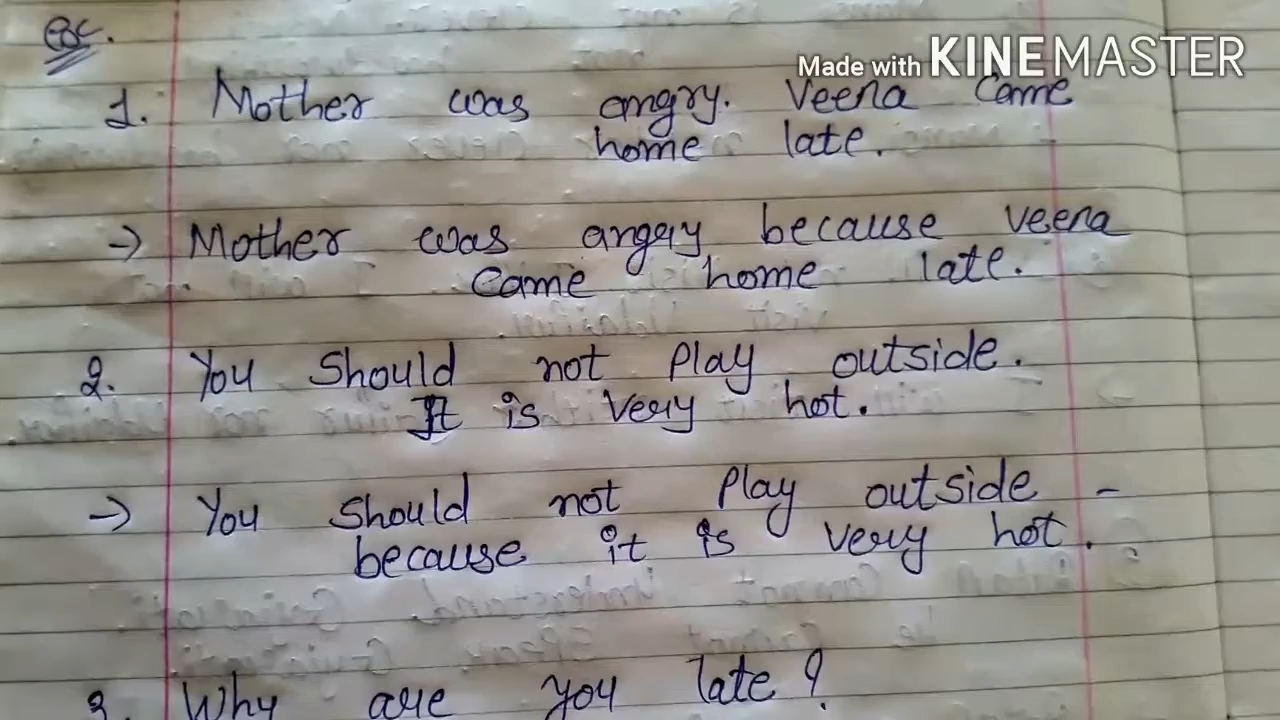 Made with KINEMASTER
Ex.
1. Mother was angry. Veena came
home late.
-> Mother was angry because veena
came home late.
2. You should not play outside.
It is very hot.
-> You should not play outside -
because it is very hot.
3. Why are you late?